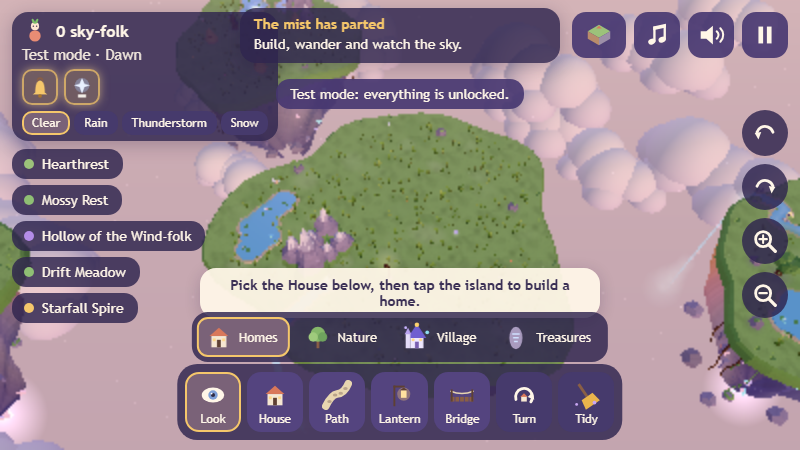 0 sky-folk
Test mode · Dawn
Clear
Rain
Thunderstorm
Snow
The mist has parted
Build, wander and watch the sky.
Test mode: everything is unlocked.
Hearthrest
Mossy Rest
Hollow of the Wind-folk
Drift Meadow
Starfall Spire
Pick the House below, then tap the island to build a
home.
Homes
Nature
Village
Treasures
Look
House
Path
Lantern
Bridge
Turn
Tidy